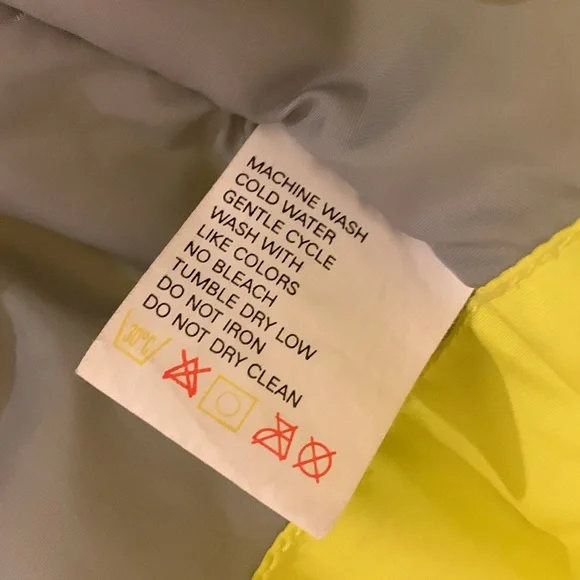 MACHINE WASH
COLD WATER
GENTLE CYCLE
WASH WITH
LIKE COLORS
NO BLEACH
TUMBLE DRY LOW
DO NOT IRON
DO NOT DRY CLEAN
30°C